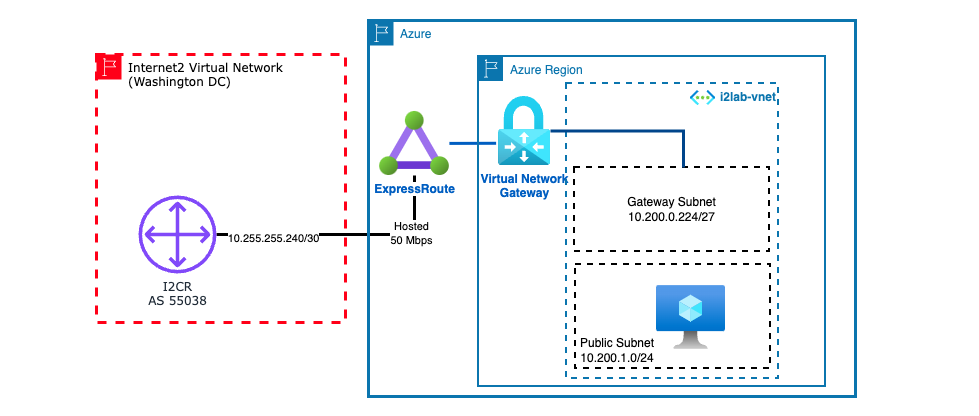 Azure
Internet2 Virtual Network
(Washington DC)
Azure Region
i2lab-vnet
ExpressRoute
Virtual Network
Gateway
Gateway Subnet
10.200.0.224/27
Hosted
50 Mbps
10.255.255.240/30
I2CR
AS 55038
Public Subnet
10.200.1.0/24